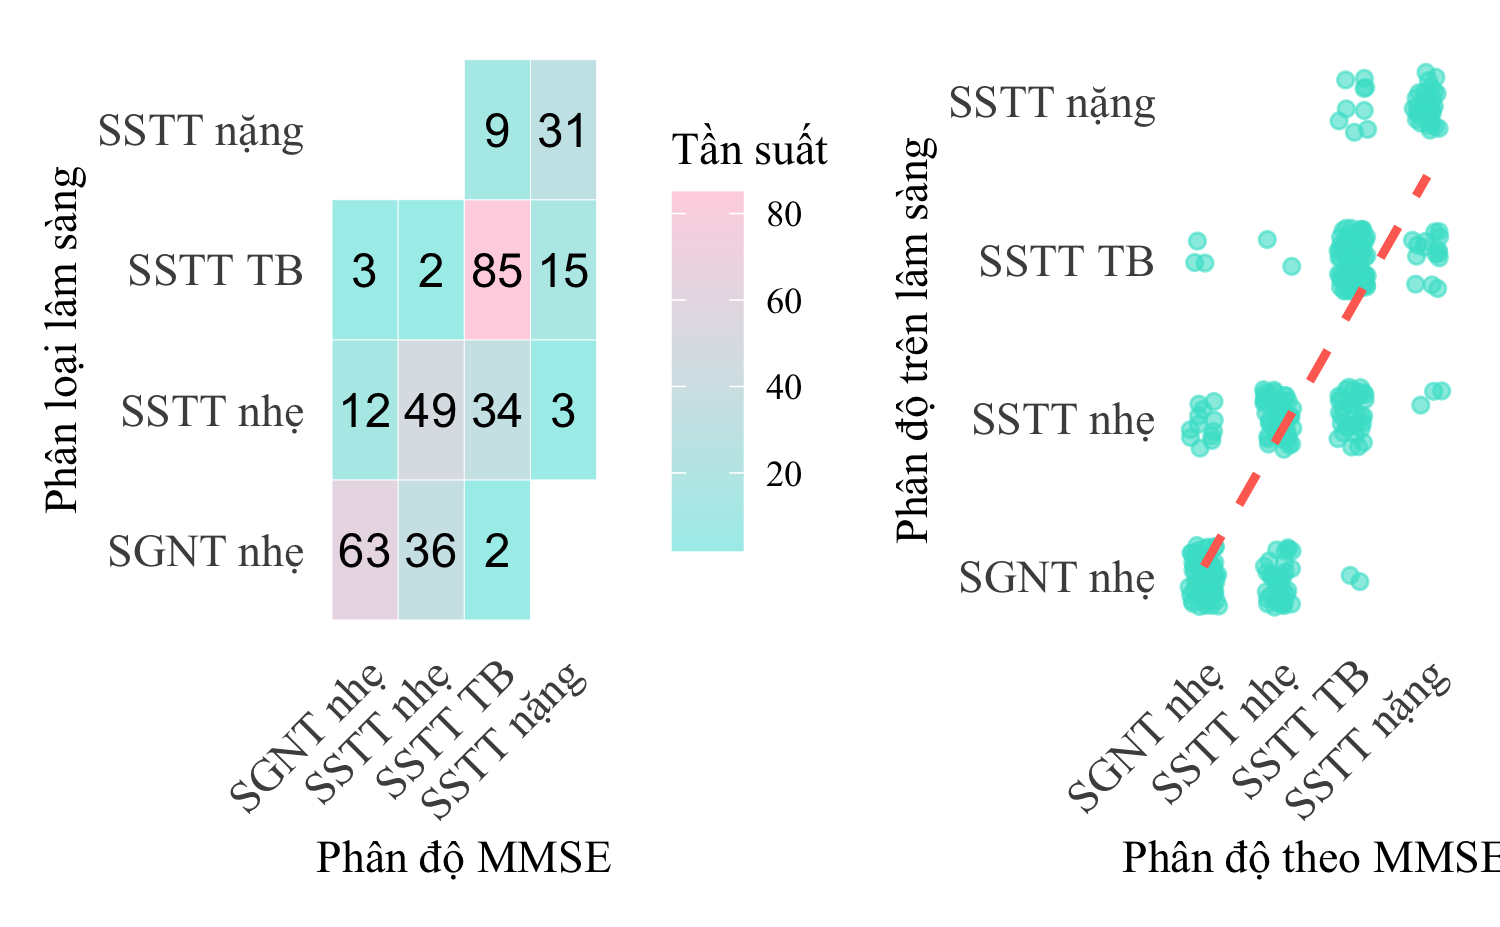 Phân loại lâm sàng
SSTT nặng
9 31
SSTT TB
3 2 85 15
SSTT nhẹ
12 49 34 3
SGNT nhẹ
63 36 2
SGNT nhẹ
SSTT nhẹ
SSTT TB
SSTT nặng
Phân độ MMSE
Tần suất
80
60
40
20
Phân độ trên lâm sàng
SSTT nặng
SSTT TB
SSTT nhẹ
SGNT nhẹ
SGNT nhẹ
SSTT nhẹ
SSTT TB
SSTT nặng
Phân độ theo MMSE